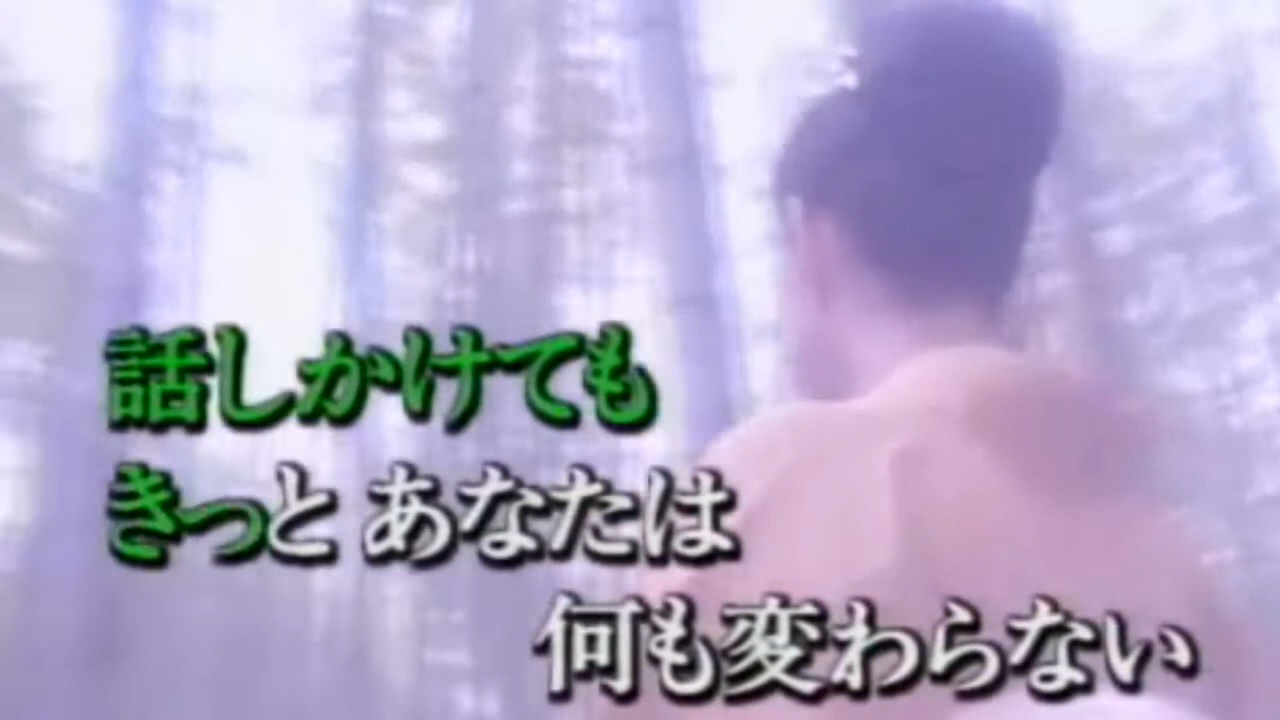 話しかけても
きっと あなたは
何も変わらない